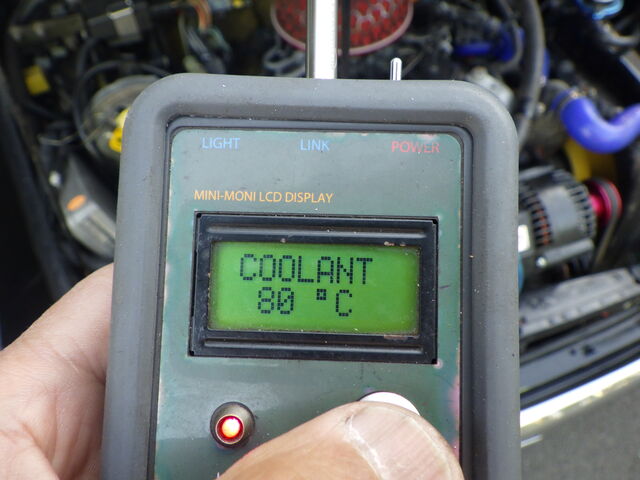 LIGHT LINK POWER
MINI-MONI LCD DISPLAY
COOLANT
80 °C